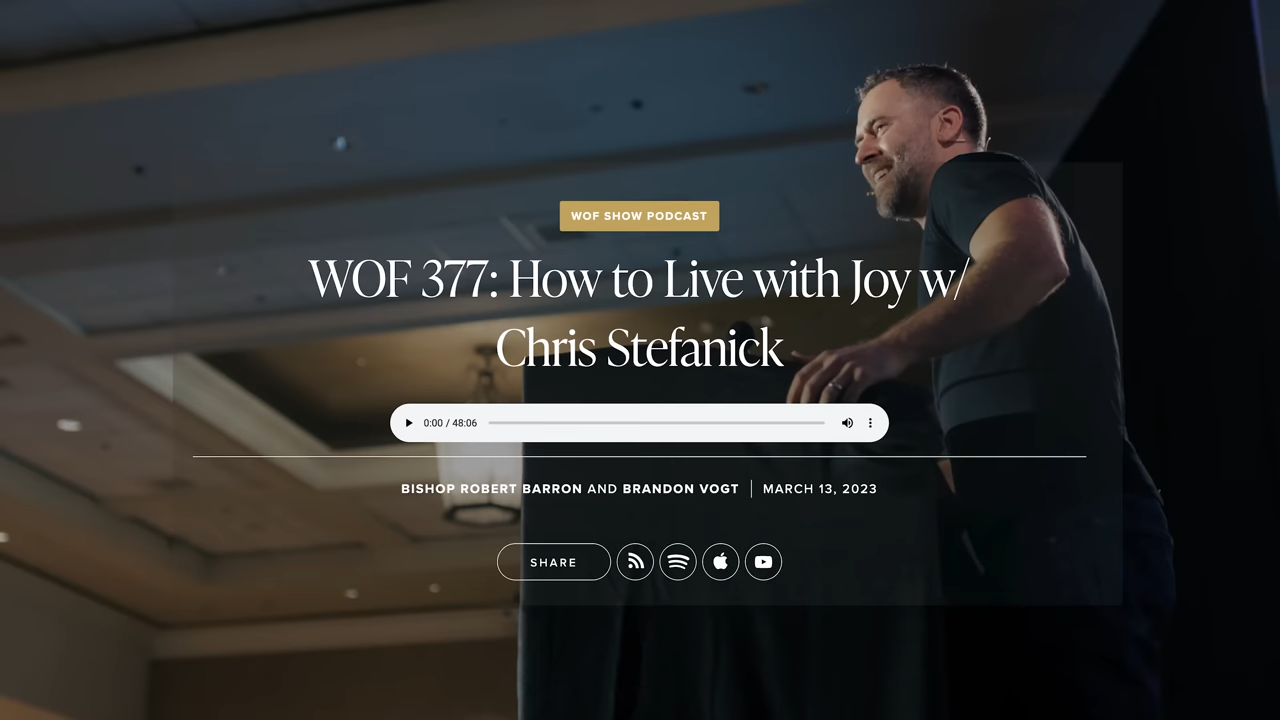 WOF SHOW PODCAST
WOF 377: How to Live with Joy w/
Chris Stefanick
0:00 / 48:06
BISHOP ROBERT BARRON AND BRANDON VOGT | MARCH 13, 2023
SHARE